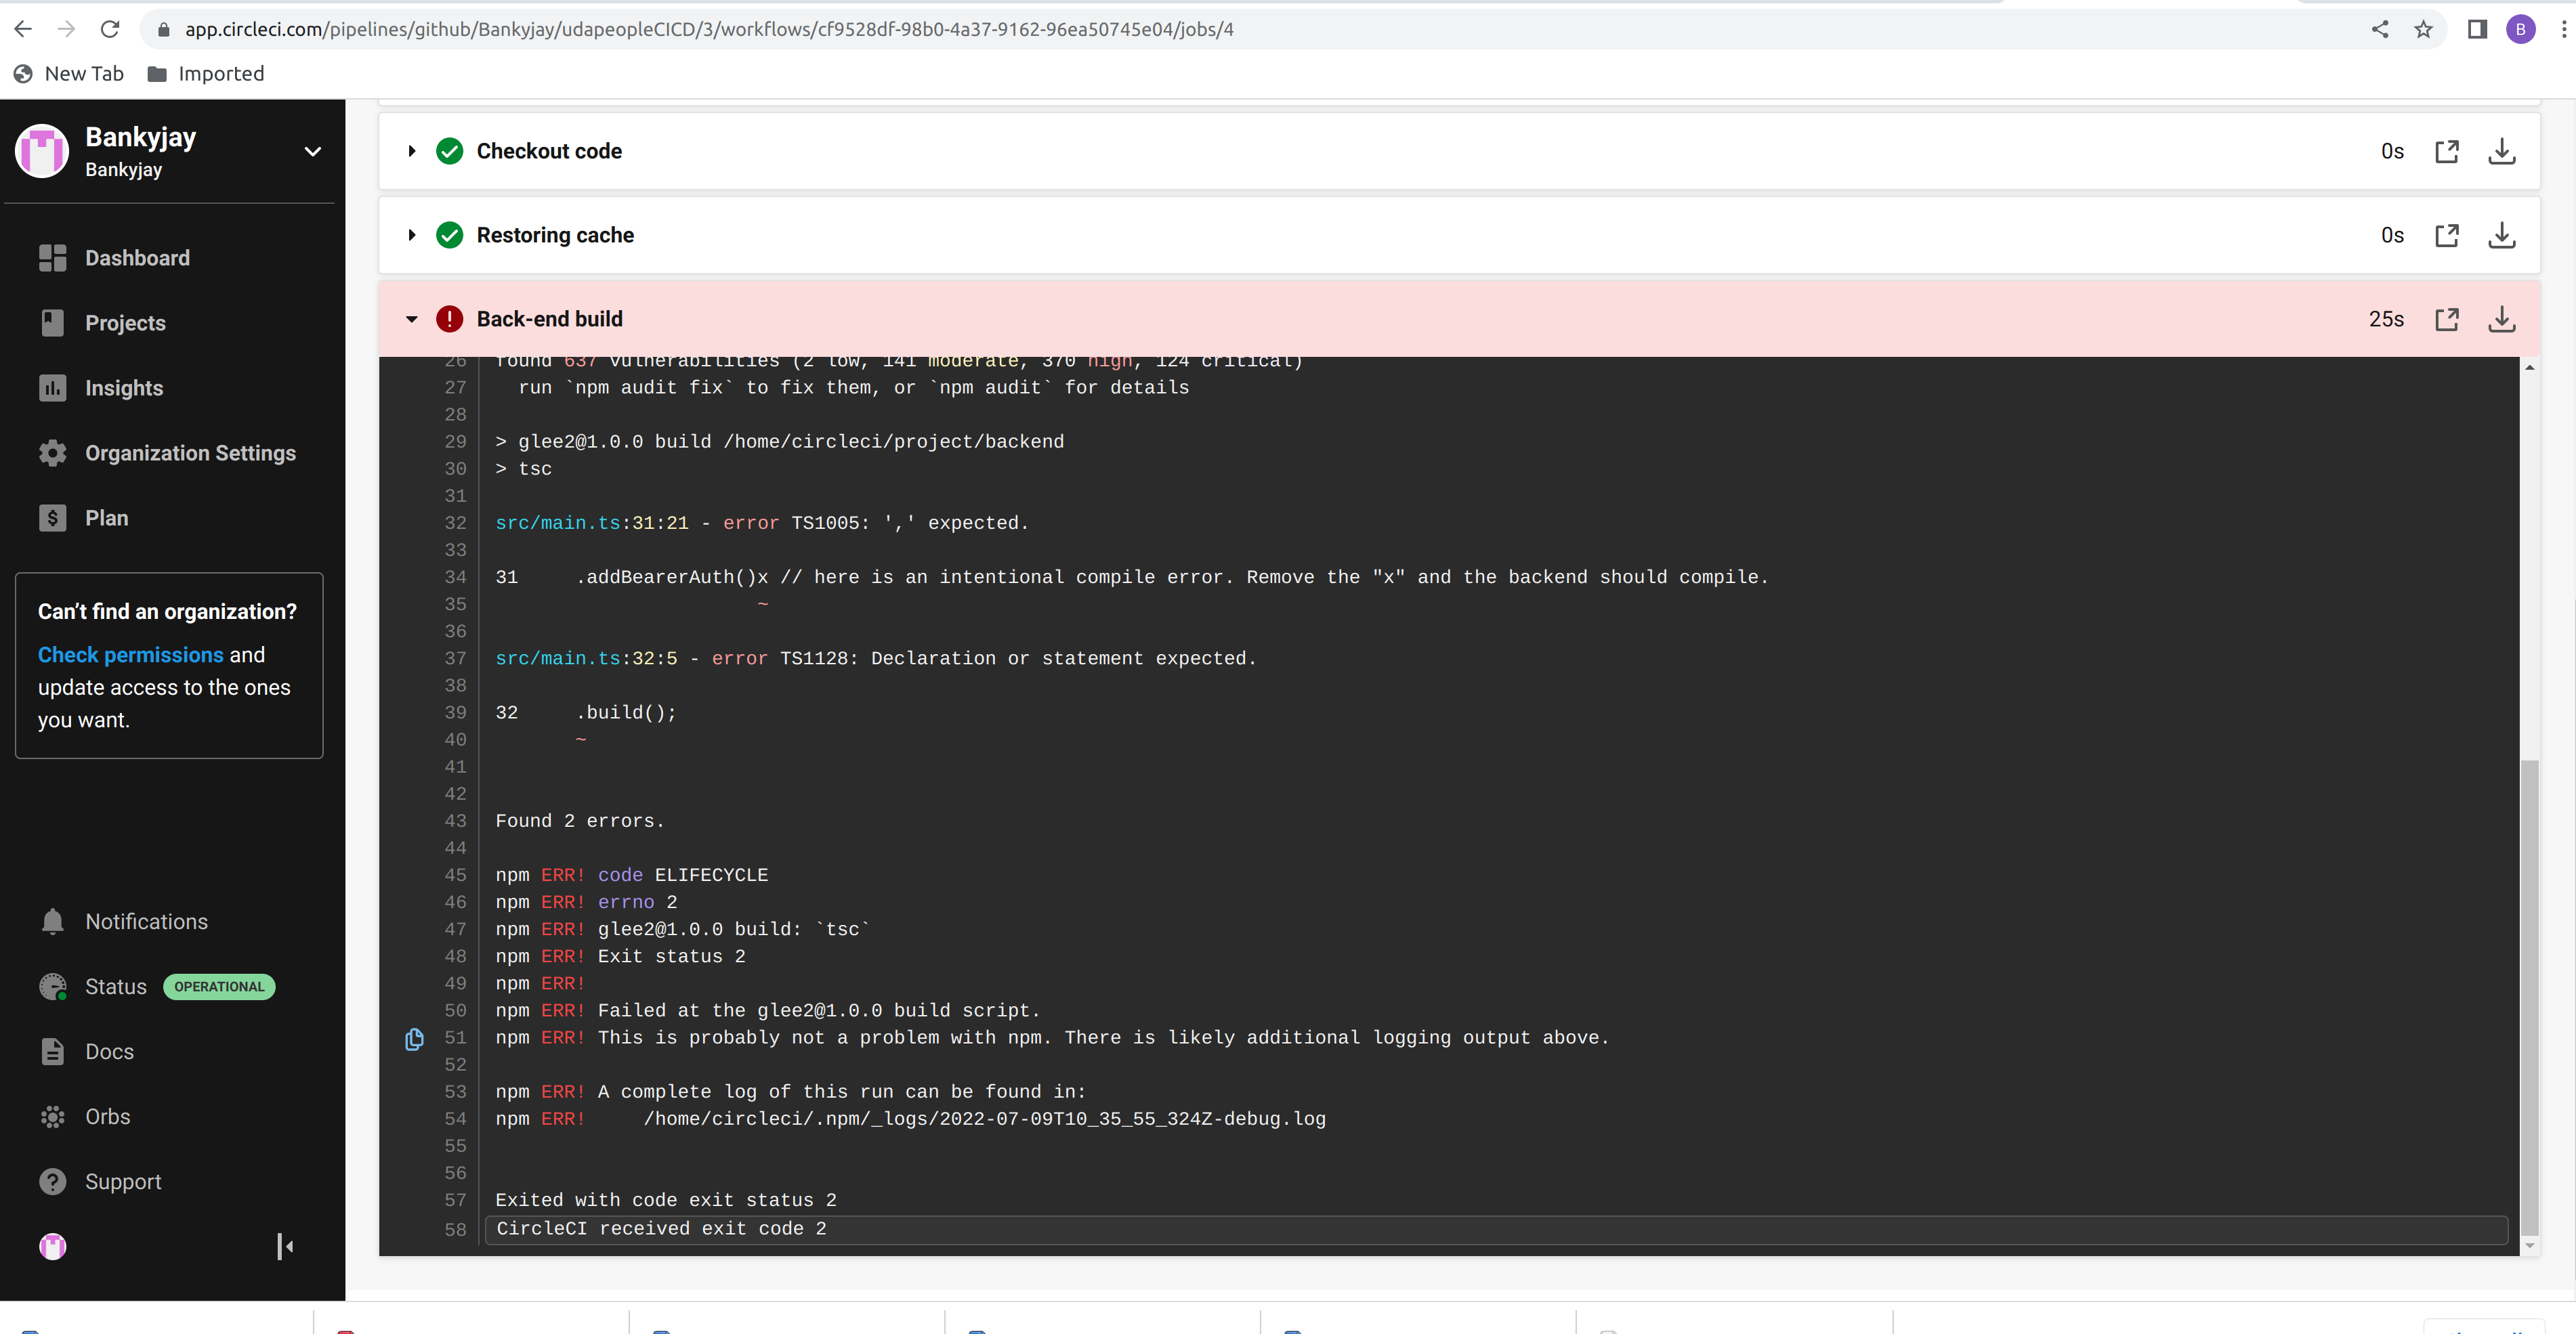 app.circleci.com/pipelines/github/Bankyjay/udapeopleCICD/3/workflows/cf9528df-98b0-4a37-9162-96ea50745e04/jobs/4
B
New Tab
Imported
Bankyjay
Bankyjay
Dashboard
Projects
Insights
Organization Settings
Plan
Can't find an organization?
Check permissions and
update access to the ones
you want.
Notifications
Status OPERATIONAL
Docs
Orbs
Support
Checkout code 0s
Restoring cache 0s
Back-end build 25s
26 found 637 vulnerabilities (2 low, 141 moderate, 370 high, 124 critical)
27 run `npm audit fix` to fix them, or `npm audit` for details
28
29 > glee2@1.0.0 build /home/circleci/project/backend
30 > tsc
31
32 src/main.ts:31:21 - error TS1005: ',' expected.
33
34 31 .addBearerAuth()x // here is an intentional compile error. Remove the "x" and the backend should compile.
35 ~
36
37 src/main.ts:32:5 - error TS1128: Declaration or statement expected.
38
39 32 .build();
40 ~
41
42
43 Found 2 errors.
44
45 npm ERR! code ELIFECYCLE
46 npm ERR! errno 2
47 npm ERR! glee2@1.0.0 build: `tsc`
48 npm ERR! Exit status 2
49 npm ERR!
50 npm ERR! Failed at the glee2@1.0.0 build script.
51 npm ERR! This is probably not a problem with npm. There is likely additional logging output above.
52
53 npm ERR! A complete log of this run can be found in:
54 npm ERR! /home/circleci/.npm/_logs/2022-07-09T10_35_55_324Z-debug.log
55
56
57 Exited with code exit status 2
58 CircleCI received exit code 2